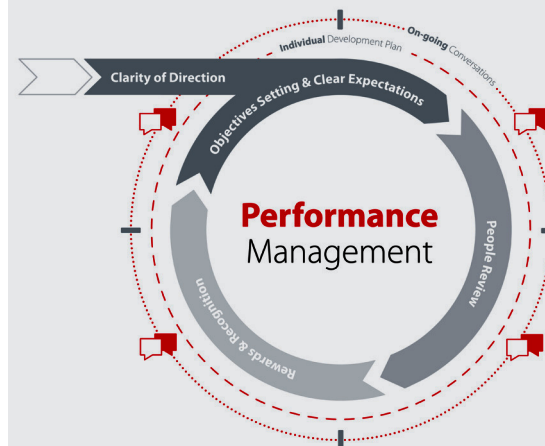 On-going Conversations
Individual Development Plan
Clarity of Direction
Objectives Setting & Clear Expectations
Performance
Management
People Review
Rewards & Recognition